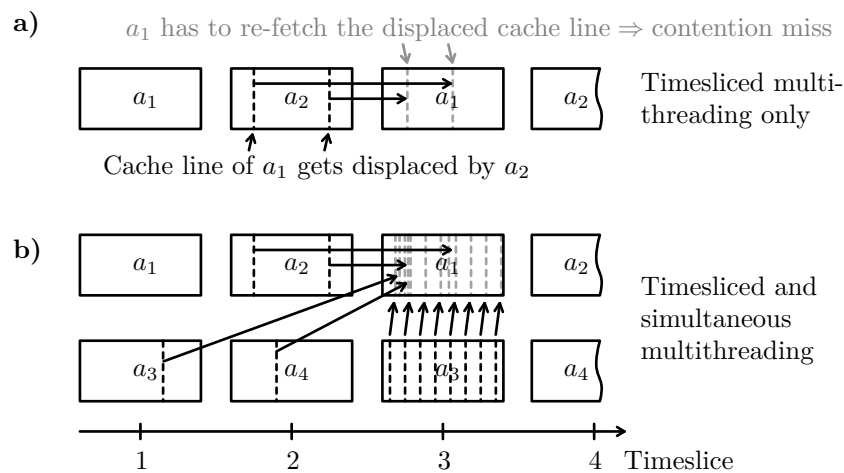 a)
a₁ has to re-fetch the displaced cache line ⇒ contention miss
a₁ a₂ a₁ a₂
Timesliced multi-
threading only
Cache line of a₁ gets displaced by a₂
b)
a₁ a₂ a₁ a₂
Timesliced and
simultaneous
multithreading
a₃ a₄ a₃ a₄
1 2 3 4 Timeslice